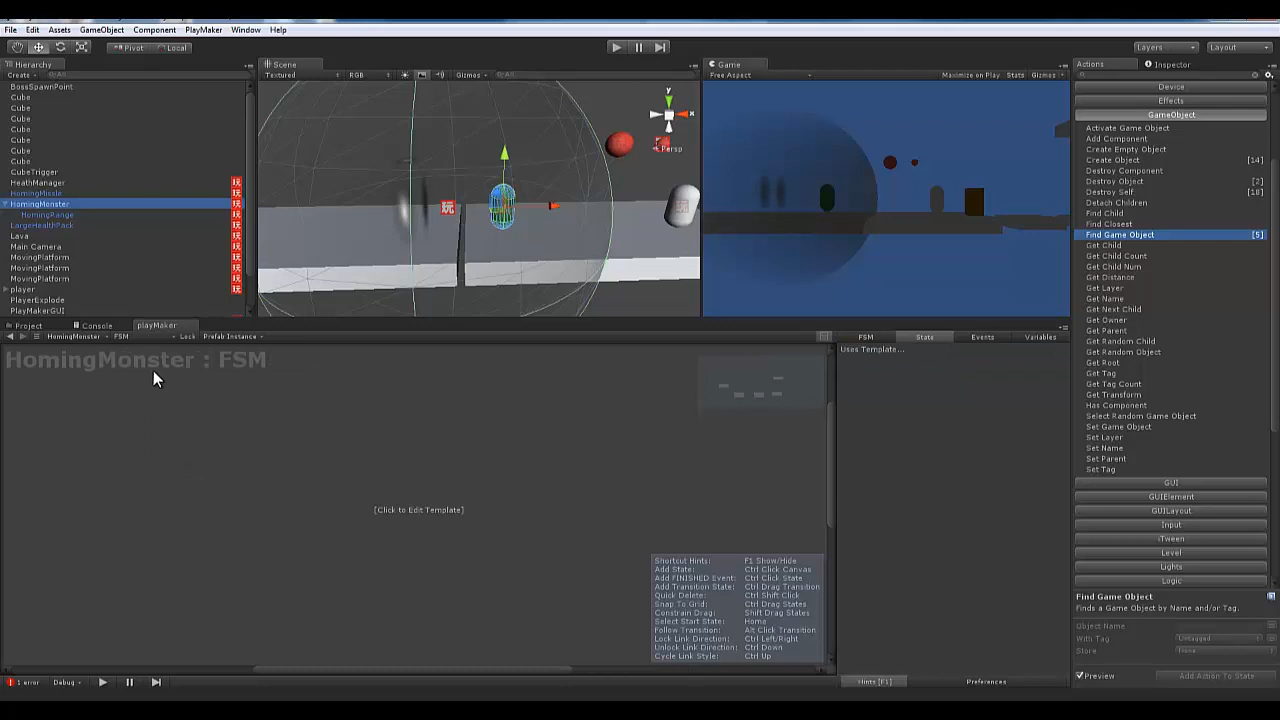 File Edit Assets GameObject Component PlayMaker Window Help
Pivot Local
Layers Layout
Hierarchy
Create All
BossSpawnPoint
Cube
Cube
Cube
Cube
Cube
Cube
Cube
CubeTrigger
HeathManager
HomingMissle
HomingMonster
HomingRange
LargeHealthPack
Lava
Main Camera
MovingPlatform
MovingPlatform
MovingPlatform
player
PlayerExplode
PlayMakerGUI
Scene
Textured RGB Gizmos All
y
x
Persp
玩
Game
Free Aspect Maximize on Play Stats Gizmos
Actions Inspector
Device
Effects
GameObject
Activate Game Object
Add Component
Create Empty Object
Create Object [14]
Destroy Component
Destroy Object [2]
Destroy Self [18]
Detach Children
Find Child
Find Closest
Find Game Object [5]
Get Child
Get Child Count
Get Child Num
Get Distance
Get Layer
Get Name
Get Next Child
Get Owner
Get Parent
Get Random Child
Get Random Object
Get Root
Get Tag
Get Tag Count
Get Transform
Has Component
Select Random Game Object
Set Game Object
Set Layer
Set Name
Set Parent
Set Tag
GUI
GUIElement
GUILayout
Input
iTween
Level
Lights
Logic
Find Game Object
Finds a Game Object by Name and/or Tag.
Object Name
With Tag Untagged
Store None
Preview Add Action To State
Project Console playMaker
HomingMonster FSM Lock Prefab Instance
HomingMonster : FSM
[Click to Edit Template]
Shortcut Hints: F1 Show/Hide
Add State: Ctrl Click Canvas
Add FINISHED Event: Ctrl Click State
Add Transition State: Ctrl Drag Transition
Quick Delete: Ctrl Shift Click
Snap To Grid: Ctrl Drag States
Constrain Drag: Shift Drag States
Select Start State: Home
Follow Transition: Alt Click Transition
Lock Link Direction: Ctrl Left/Right
Unlock Link Direction: Ctrl Down
Cycle Link Style: Ctrl Up
FSM State Events Variables
Uses Template...
1 error Debug
Hints [F1] Preferences